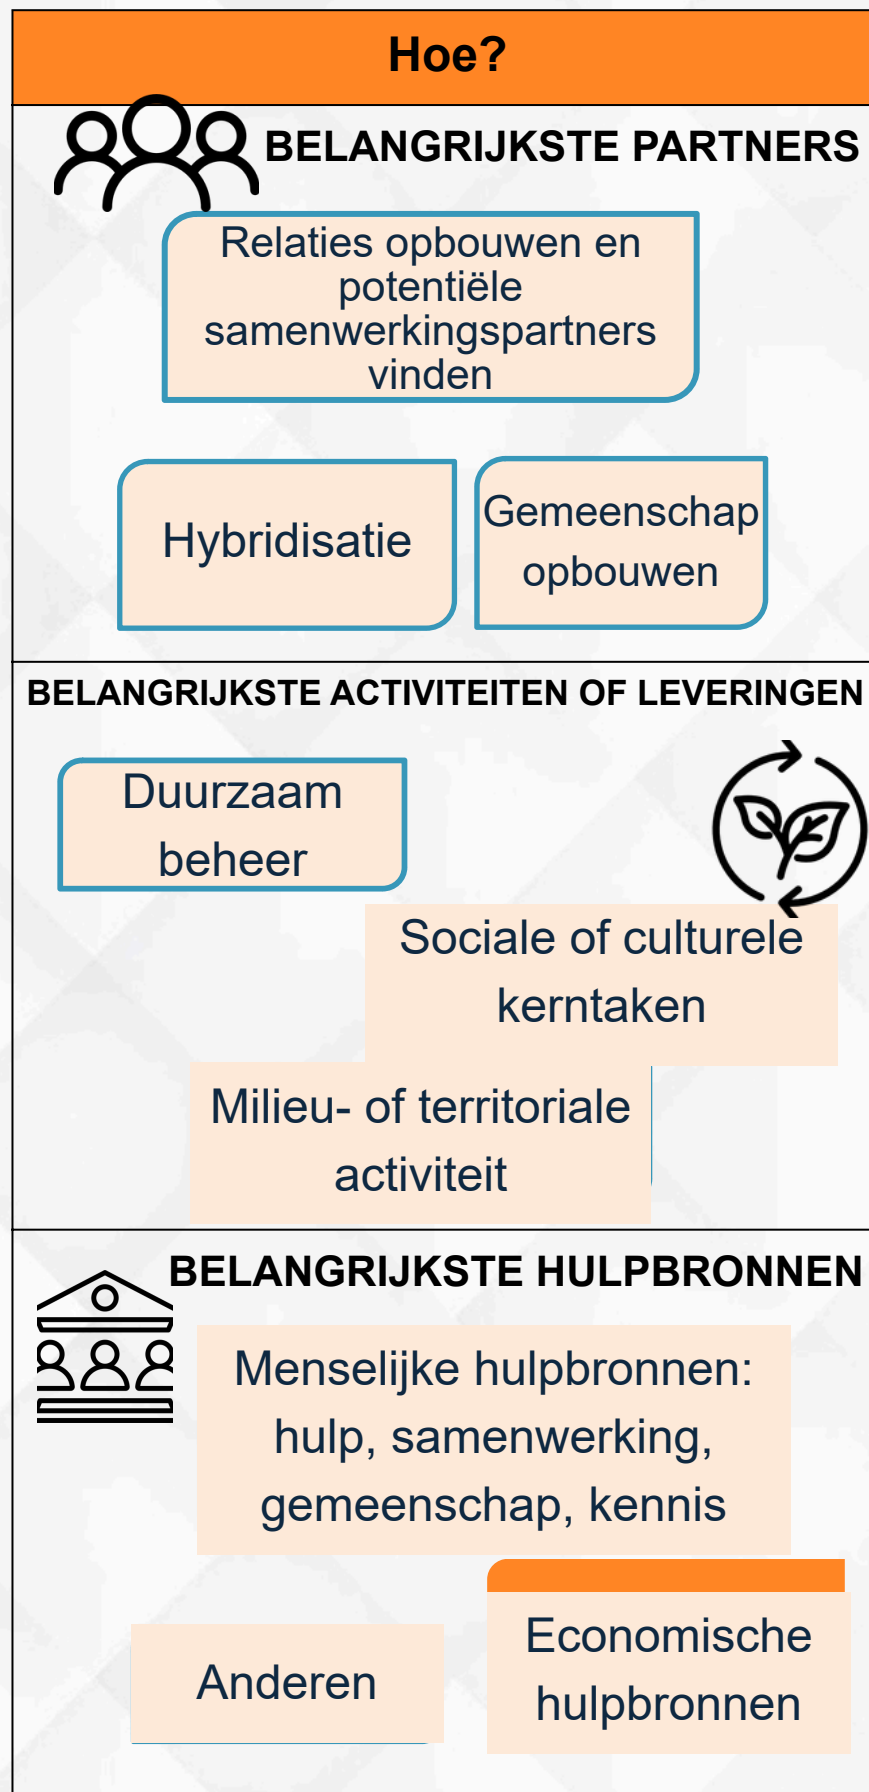 Hoe?
BELANGRIJKSTE PARTNERS
Relaties opbouwen en
potentiële
samenwerkingspartners
vinden
Hybridisatie
Gemeenschap
opbouwen
BELANGRIJKSTE ACTIVITEITEN OF LEVERINGEN
Duurzaam
beheer
Sociale of culturele
kerntaken
Milieu- of territoriale
activiteit
BELANGRIJKSTE HULPBRONNEN
Menselijke hulpbronnen:
hulp, samenwerking,
gemeenschap, kennis
Economische
hulpbronnen
Anderen